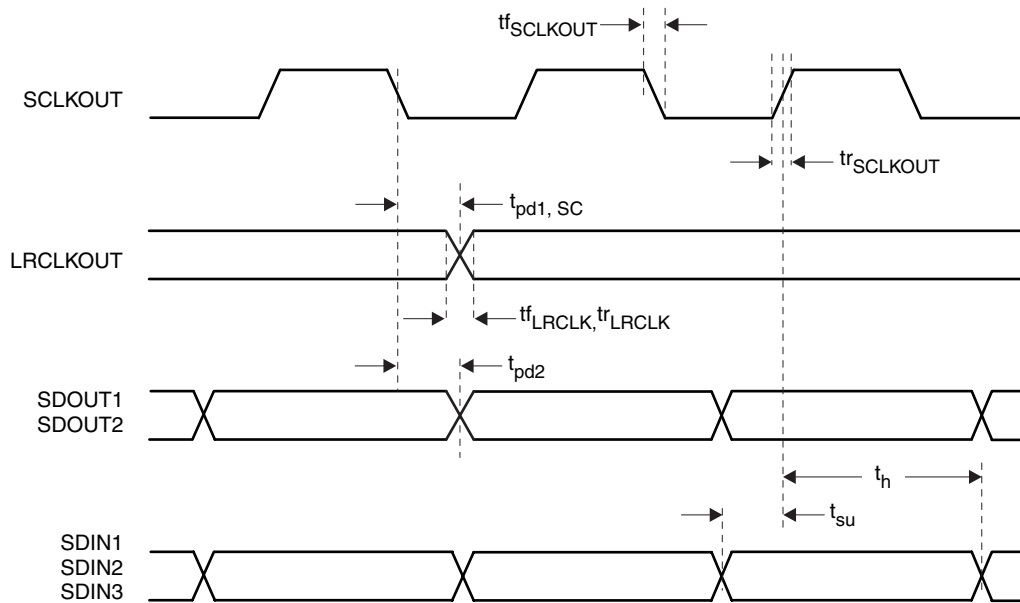 tfSCLKOUT
SCLKOUT
trSCLKOUT
tpd1, SC
LRCLKOUT
tfLRCLK,trLRCLK
tpd2
SDOUT1
SDOUT2
th
tsu
SDIN1
SDIN2
SDIN3